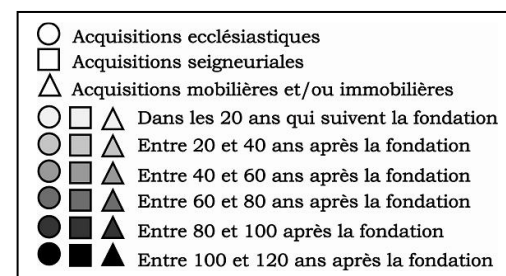 Acquisitions ecclésiastiques
Acquisitions seigneuriales
Acquisitions mobilières et/ou immobilières
Dans les 20 ans qui suivent la fondation
Entre 20 et 40 ans après la fondation
Entre 40 et 60 ans après la fondation
Entre 60 et 80 ans après la fondation
Entre 80 et 100 après la fondation
Entre 100 et 120 ans après la fondation